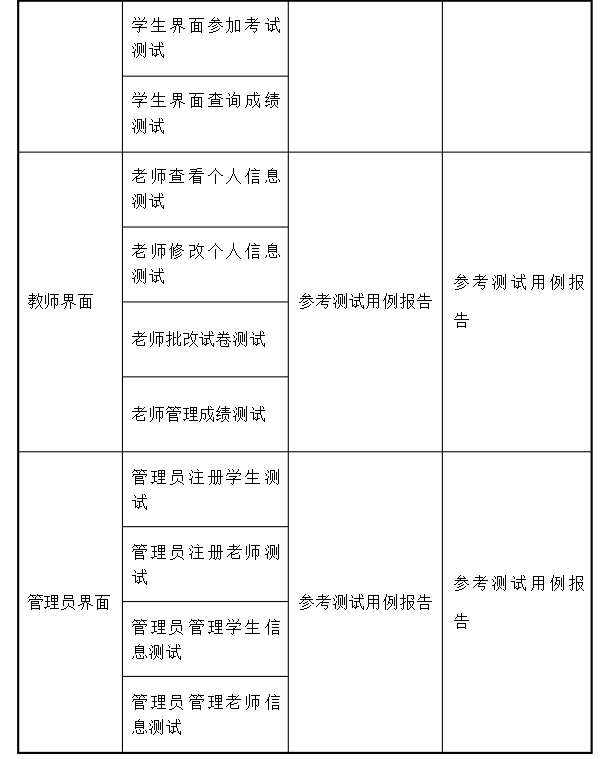 学生界面参加考试
测试
学生界面查询成绩
测试
教师界面
老师查看个人信息
测试
老师修改个人信息
测试
老师批改试卷测试
老师管理成绩测试
参考测试用例报告
参考测试用例报
告
管理员界面
管理员注册学生测
试
管理员注册老师测
试
管理员管理学生信
息测试
管理员管理老师信
息测试
参考测试用例报告
参考测试用例报
告